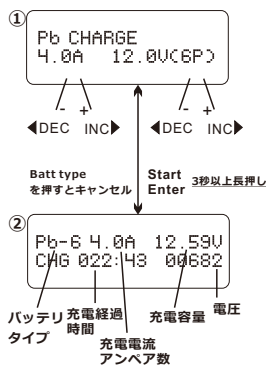 ①
Pb CHARGE
4.0A 12.0V(6P)
- + - +
◀DEC INC▶ ◀DEC INC▶
Batt type
を押すとキャンセル
Start
Enter 3秒以上長押し
②
Pb-6 4.0A 12.59V
CHG 022:43 00682
バッテリ
タイプ
充電経過
時間
充電電流
アンペア数
充電容量
電圧